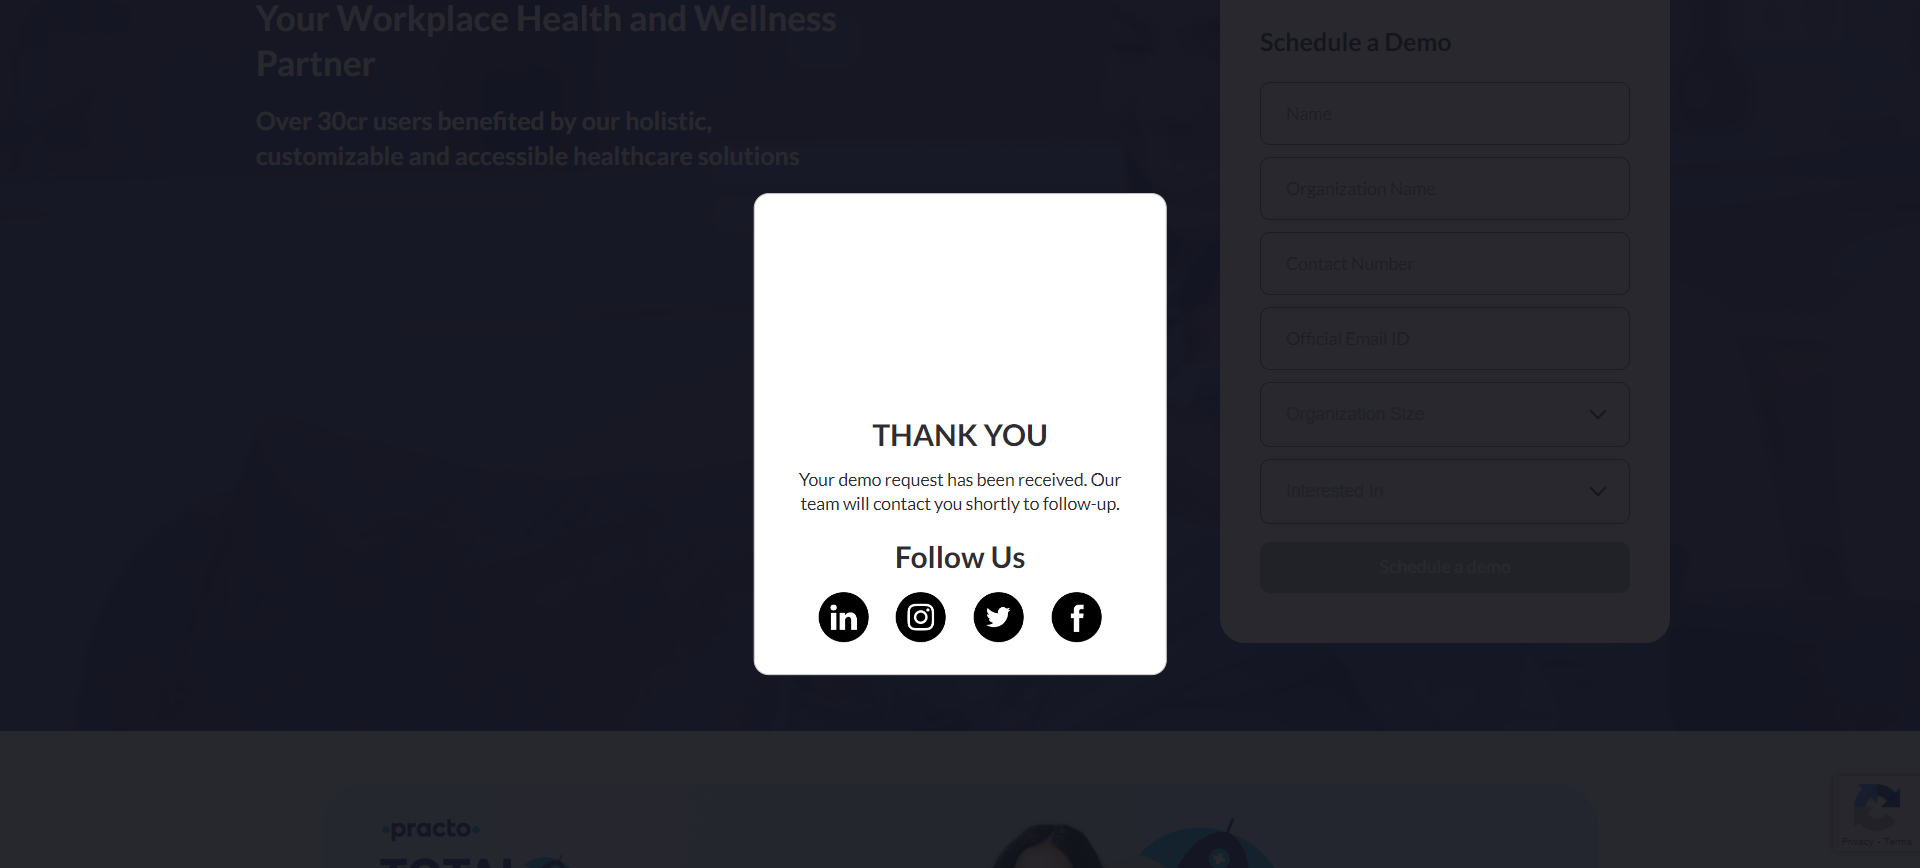 Your Workplace Health and Wellness
Partner
Over 30cr users benefited by our holistic,
customizable and accessible healthcare solutions
Schedule a Demo
Name
Organization Name
Contact Number
Official Email ID
Organization Size
Interested In
Schedule a demo
THANK YOU
Your demo request has been received. Our
team will contact you shortly to follow-up.
Follow Us
practo
TOTAL
Privacy - Terms